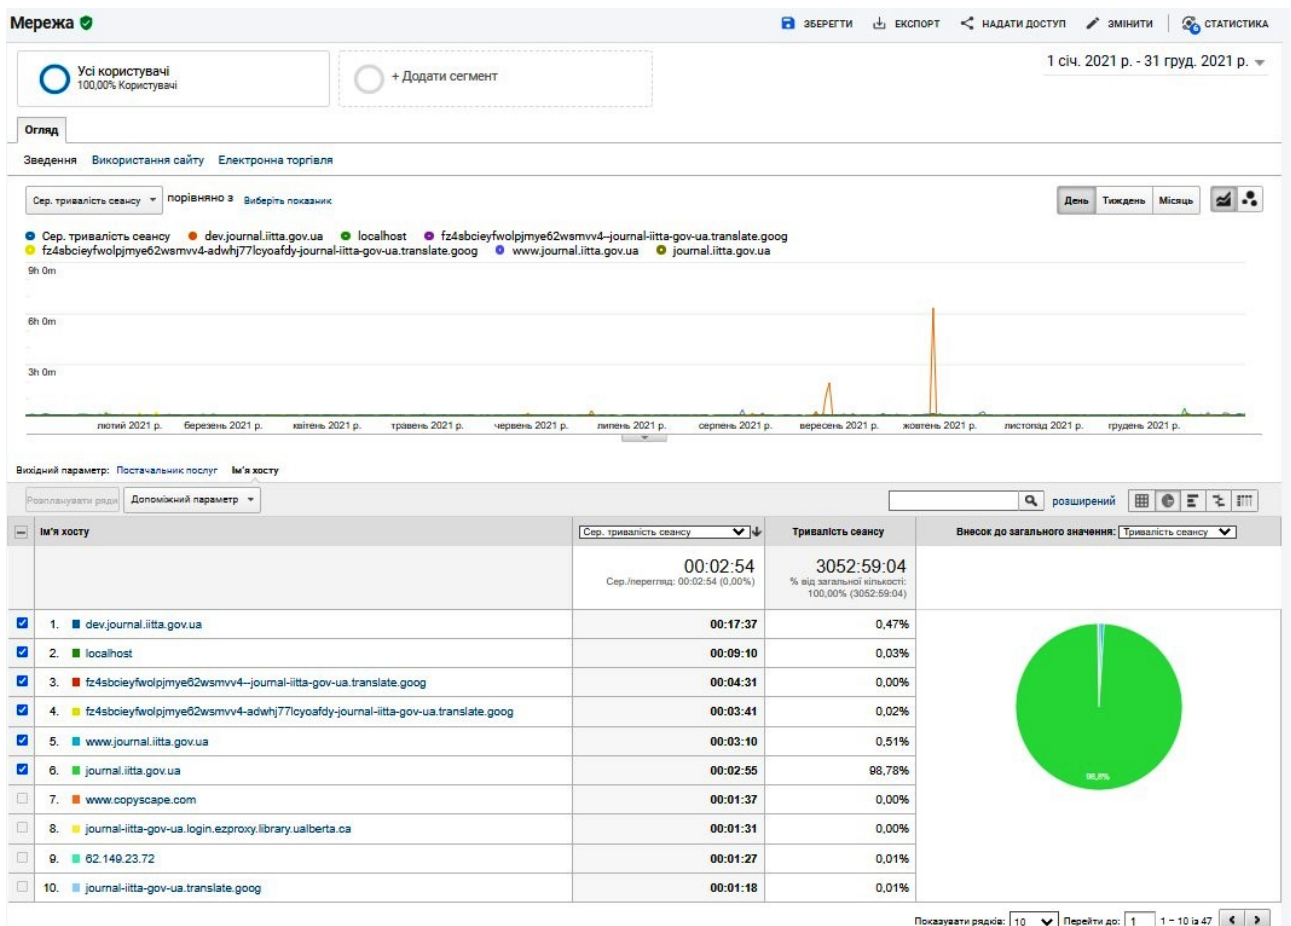 Мережа
ЗБЕРЕГТИ ЕКСПОРТ НАДАТИ ДОСТУП ЗМІНИТИ 6 СТАТИСТИКА
Усі користувачі
100,00% Користувачі
+ Додати сегмент
1 січ. 2021 р. - 31 груд. 2021 р.
Огляд
Зведення Використання сайту Електронна торгівля
Сер. тривалість сеансу порівняно з Виберіть показник
День Тиждень Місяць
Сер. тривалість сеансу dev.journal.iitta.gov.ua localhost fz4sbcieyfwolpjmye62wsmvv4--journal-iitta-gov-ua.translate.goog
fz4sbcieyfwolpjmye62wsmvv4-adwhj77lcyoafdy-journal-iitta-gov-ua.translate.goog www.journal.iitta.gov.ua journal.iitta.gov.ua
9h 0m
6h 0m
3h 0m
лютий 2021 р. березень 2021 р. квітень 2021 р. травень 2021 р. червень 2021 р. липень 2021 р. серпень 2021 р. вересень 2021 р. жовтень 2021 р. листопад 2021 р. грудень 2021 р.
Вихідний параметр: Постачальник послуг Ім'я хосту
Розпланувати ряди Допоміжний параметр
розширений
Ім'я хосту Сер. тривалість сеансу Тривалість сеансу Внесок до загального значення: Тривалість сеансу
00:02:54 3052:59:04
Сер./перегляд: 00:02:54 (0,00%) % від загальної кількості:
100,00% (3052:59:04)
1. dev.journal.iitta.gov.ua 00:17:37 0,47%
2. localhost 00:09:10 0,03%
3. fz4sbcieyfwolpjmye62wsmvv4--journal-iitta-gov-ua.translate.goog 00:04:31 0,00%
4. fz4sbcieyfwolpjmye62wsmvv4-adwhj77lcyoafdy-journal-iitta-gov-ua.translate.goog 00:03:41 0,02%
5. www.journal.iitta.gov.ua 00:03:10 0,51%
6. journal.iitta.gov.ua 00:02:55 98,78%
98,8%
7. www.copyscape.com 00:01:37 0,00%
8. journal-iitta-gov-ua.login.ezproxy.library.ualberta.ca 00:01:31 0,00%
9. 62.149.23.72 00:01:27 0,01%
10. journal-iitta-gov-ua.translate.goog 00:01:18 0,01%
Показувати рядків: 10 Перейти до: 1 1 – 10 із 47